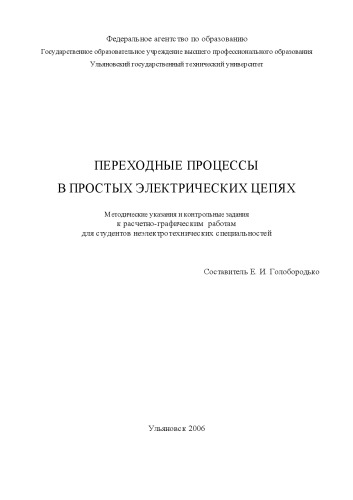 Федеральное агентство по образованию
Государственное образовательное учреждение высшего профессионального образования
Ульяновский государственный технический университет
ПЕРЕХОДНЫЕ ПРОЦЕССЫ
В ПРОСТЫХ ЭЛЕКТРИЧЕСКИХ ЦЕПЯХ
Методические указания и контрольные задания
к расчетно-графическим работам
для студентов неэлектротехнических специальностей
Составитель Е. И. Голобородько
Ульяновск 2006